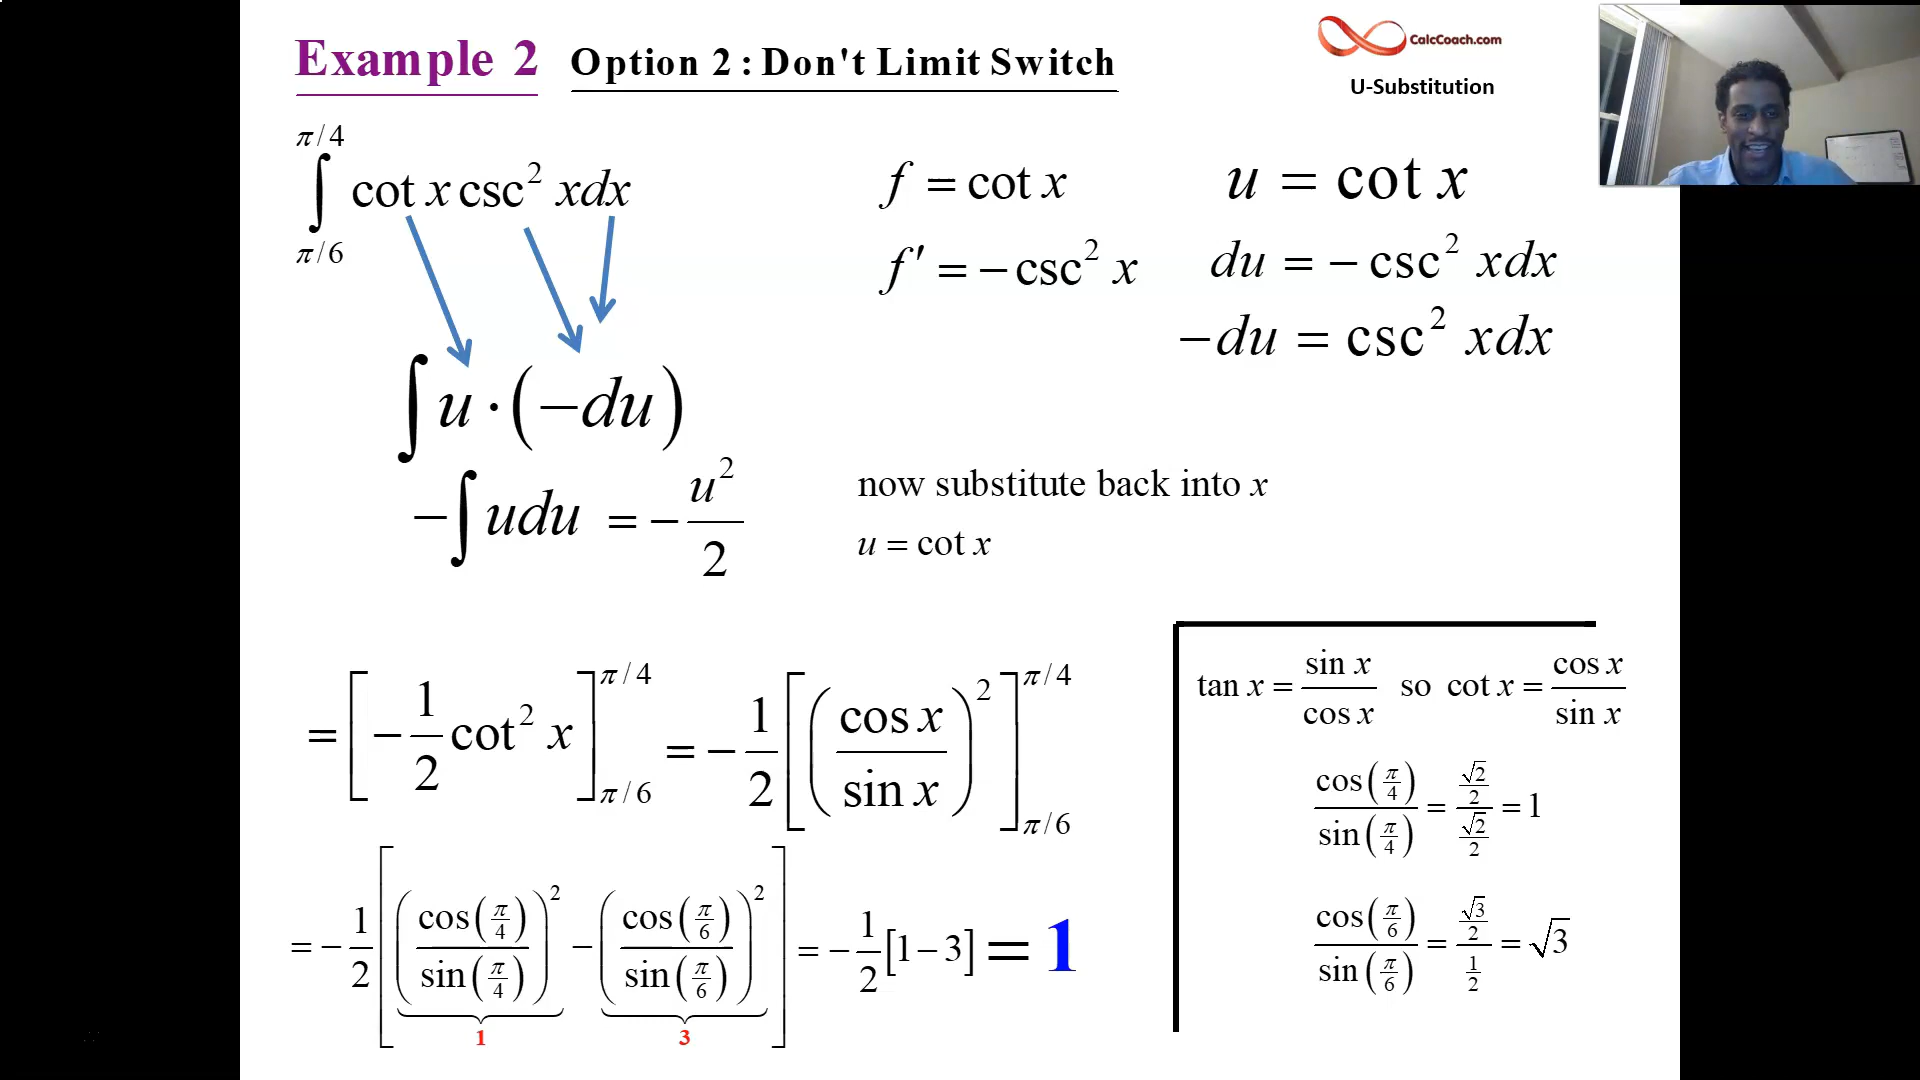 Example 2 Option 2 : Don't Limit Switch
CalcCoach.com
U-Substitution
∫_{π/6}^{π/4} cot x csc² xdx
f = cot x
f′ = −csc² x
u = cot x
du = − csc² xdx
−du = csc² xdx
∫ u · (−du)
−∫ udu = −u²/2
now substitute back into x
u = cot x
= [−1/2 cot² x]_{π/6}^{π/4} = −1/2 [(cos x / sin x)²]_{π/6}^{π/4}
= −1/2 [(cos(π/4) / sin(π/4))² − (cos(π/6) / sin(π/6))²] = −1/2 [1−3] = 1
1 3
tan x = sin x / cos x so cot x = cos x / sin x
cos(π/4) / sin(π/4) = (√2/2) / (√2/2) = 1
cos(π/6) / sin(π/6) = (√3/2) / (1/2) = √3